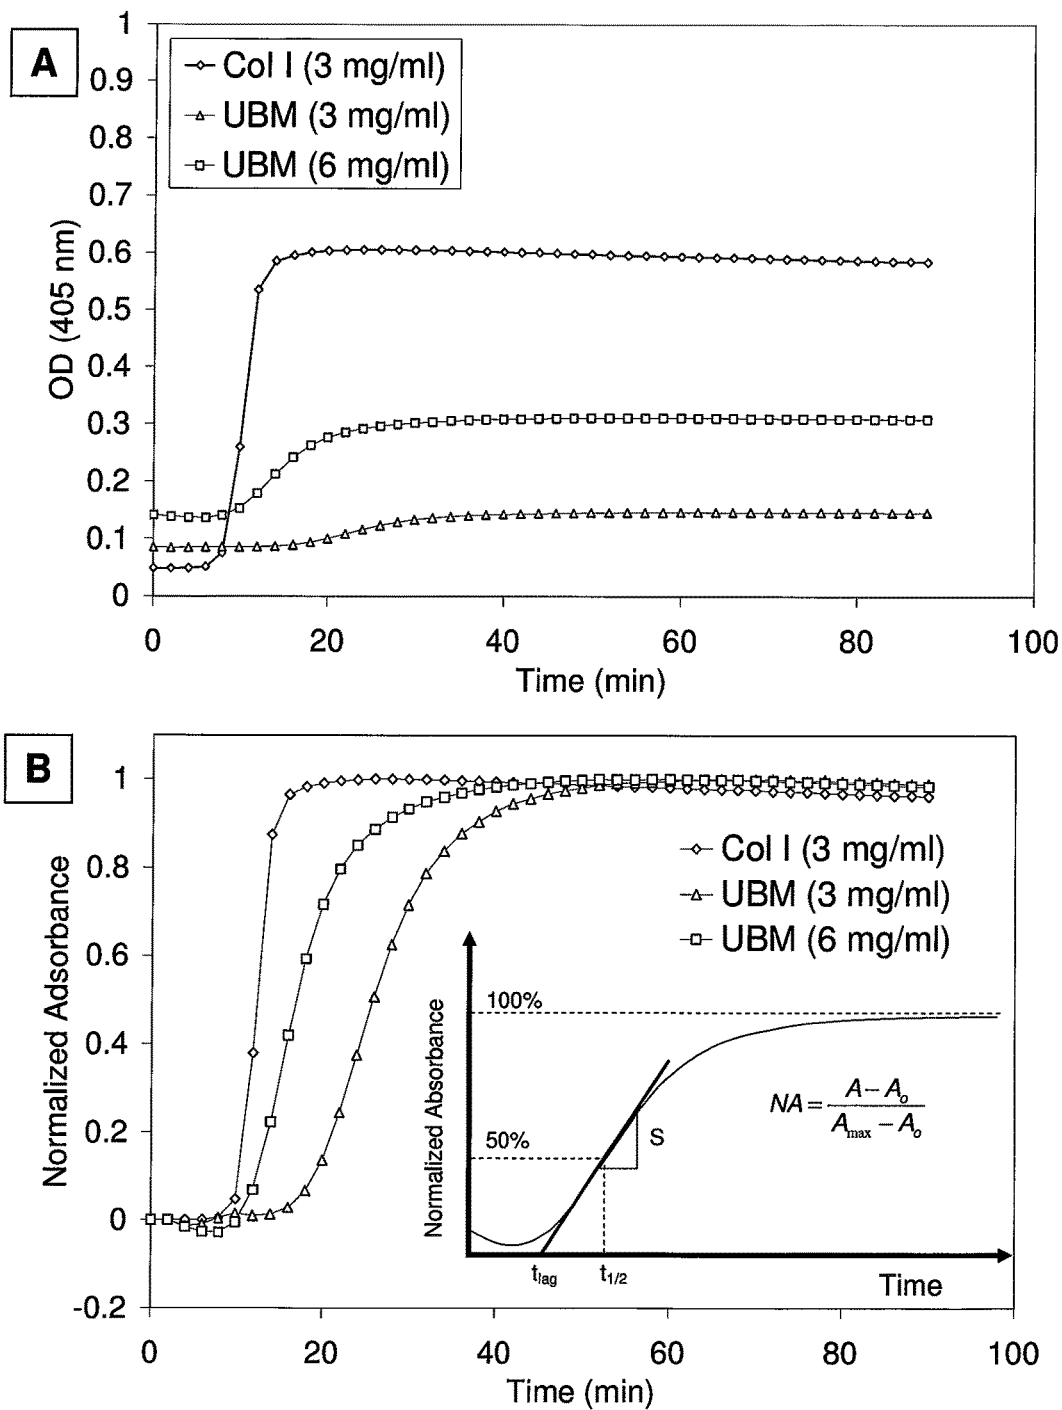 A
1
0.9
0.8
0.7
0.6
0.5
0.4
0.3
0.2
0.1
0
OD (405 nm)
Col I (3 mg/ml)
UBM (3 mg/ml)
UBM (6 mg/ml)
0 20 40 60 80 100
Time (min)
B
1
0.8
0.6
0.4
0.2
0
-0.2
Normalized Adsorbance
Col I (3 mg/ml)
UBM (3 mg/ml)
UBM (6 mg/ml)
Normalized Absorbance
100%
50%
S
NA = (A − Ao) / (Amax − Ao)
tlag t1/2
Time
0 20 40 60 80 100
Time (min)